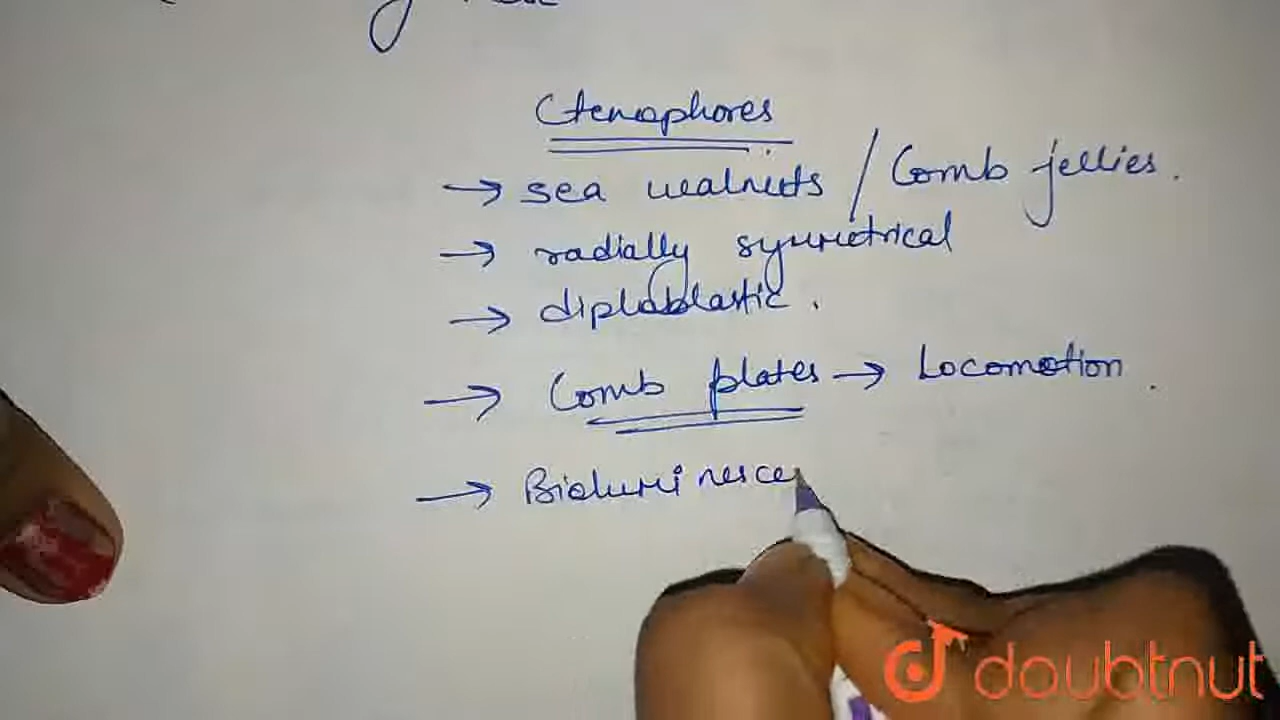 Ctenophores
→ sea walnuts / Comb jellies.
→ radially symmetrical
→ diploblastic.
→ Comb plates → Locomotion.
→ Bioluminesce
doubtnut